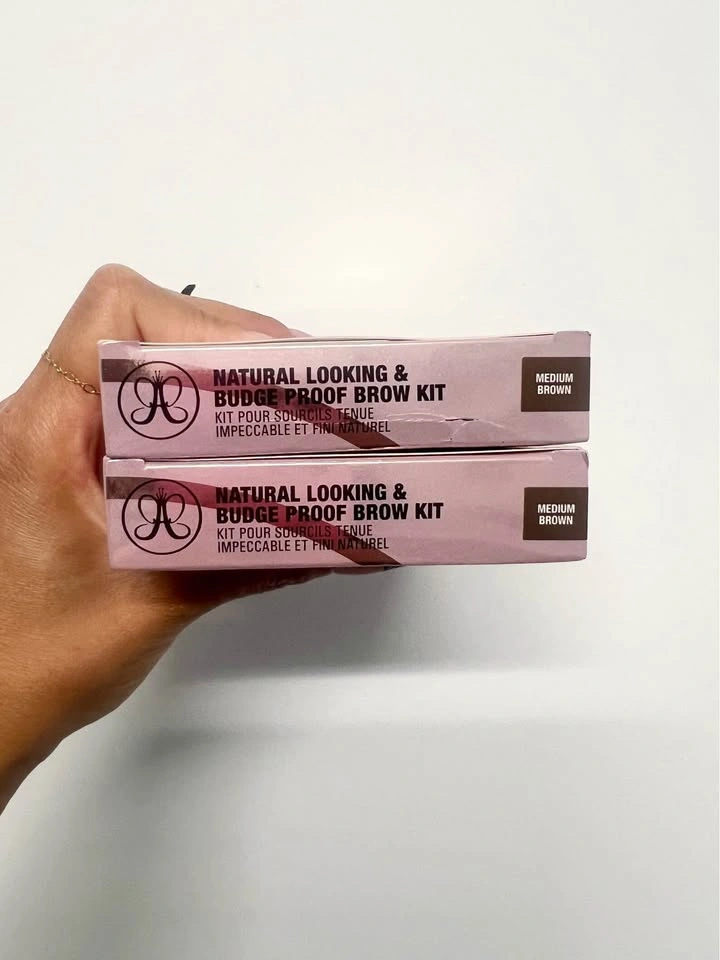 NATURAL LOOKING &
BUDGE PROOF BROW KIT
KIT POUR SOURCILS TENUE
IMPECCABLE ET FINI NATUREL
MEDIUM
BROWN
NATURAL LOOKING &
BUDGE PROOF BROW KIT
KIT POUR SOURCILS TENUE
IMPECCABLE ET FINI NATUREL
MEDIUM
BROWN